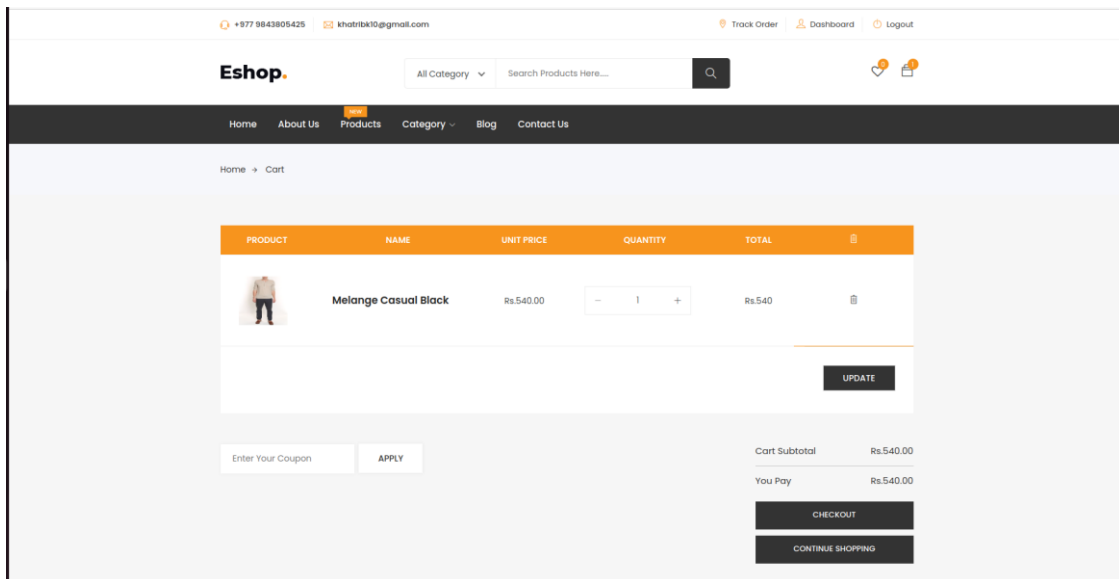 +977 9843805425 khatribk10@gmail.com Track Order Dashboard Logout
Eshop. All Category Search Products Here.... 0 1
NEW
Home About Us Products Category Blog Contact Us
Home → Cart
PRODUCT NAME UNIT PRICE QUANTITY TOTAL
Melange Casual Black Rs.540.00 − 1 + Rs.540
UPDATE
Enter Your Coupon APPLY Cart Subtotal Rs.540.00
You Pay Rs.540.00
CHECKOUT
CONTINUE SHOPPING